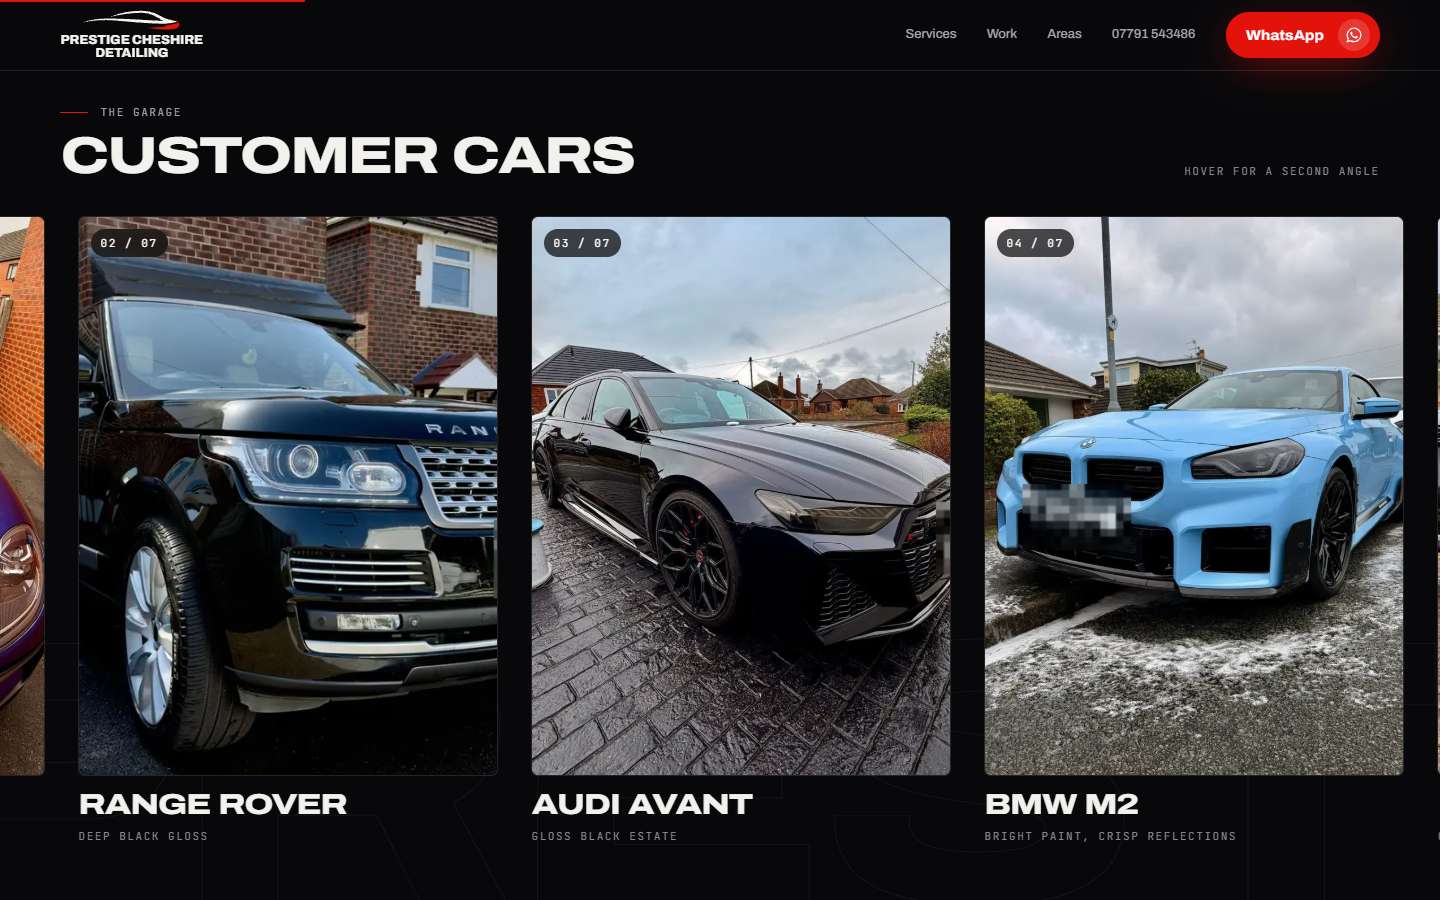 PRESTIGE CHESHIRE
DETAILING
Services
Work
Areas
07791 543486
WhatsApp
THE GARAGE
CUSTOMER CARS
HOVER FOR A SECOND ANGLE
02 / 07
03 / 07
04 / 07
RAN
RANGE ROVER
DEEP BLACK GLOSS
AUDI AVANT
GLOSS BLACK ESTATE
BMW M2
BRIGHT PAINT, CRISP REFLECTIONS